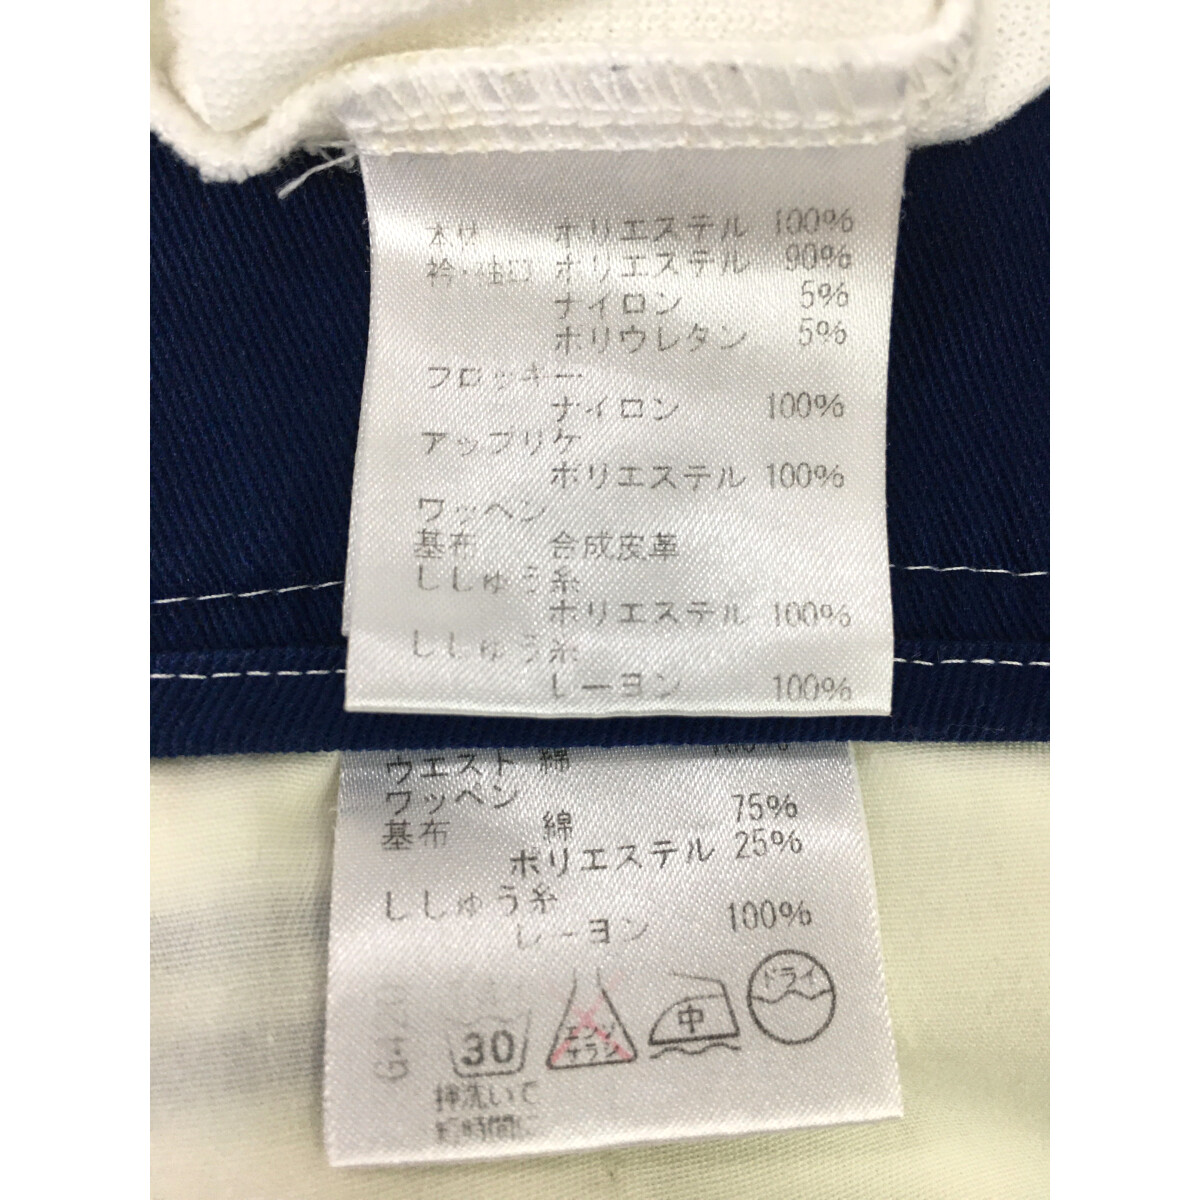 本体 ポリエステル 100%
衿・袖口 ポリエステル 90%
ナイロン 5%
ポリウレタン 5%
フロッキー
ナイロン 100%
アップリケ
ポリエステル 100%
ワッペン
基布 合成皮革
ししゅう糸
ポリエステル 100%
ししゅう糸
レーヨン 100%
ウエスト 綿 100%
ワッペン
基布 綿 75%
ポリエステル 25%
ししゅう糸
レーヨン 100%
30
エンソ
サラシ
中
ドライ
押洗いで
短時間に